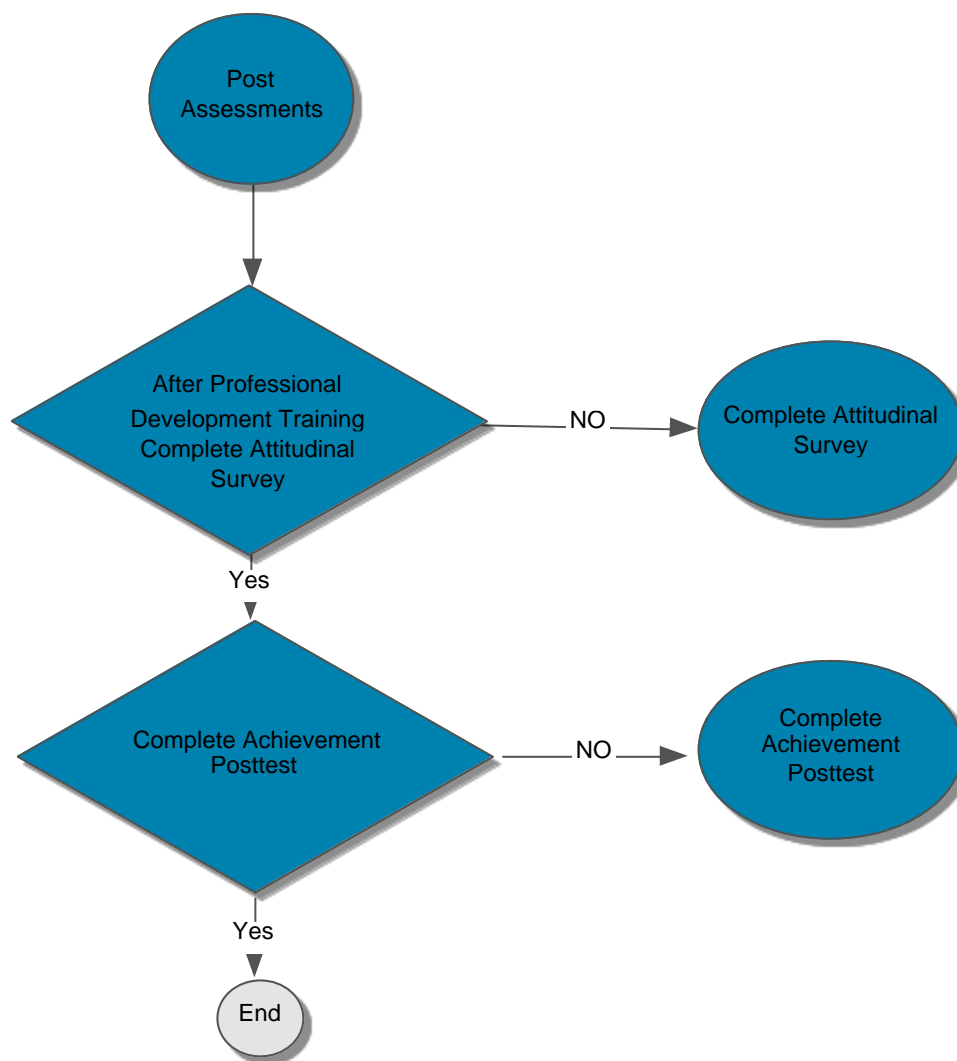 Post
Assessments
After Professional
Development Training
Complete Attitudinal
Survey
NO
Complete Attitudinal
Survey
Yes
Complete Achievement
Posttest
NO
Complete
Achievement
Posttest
Yes
End